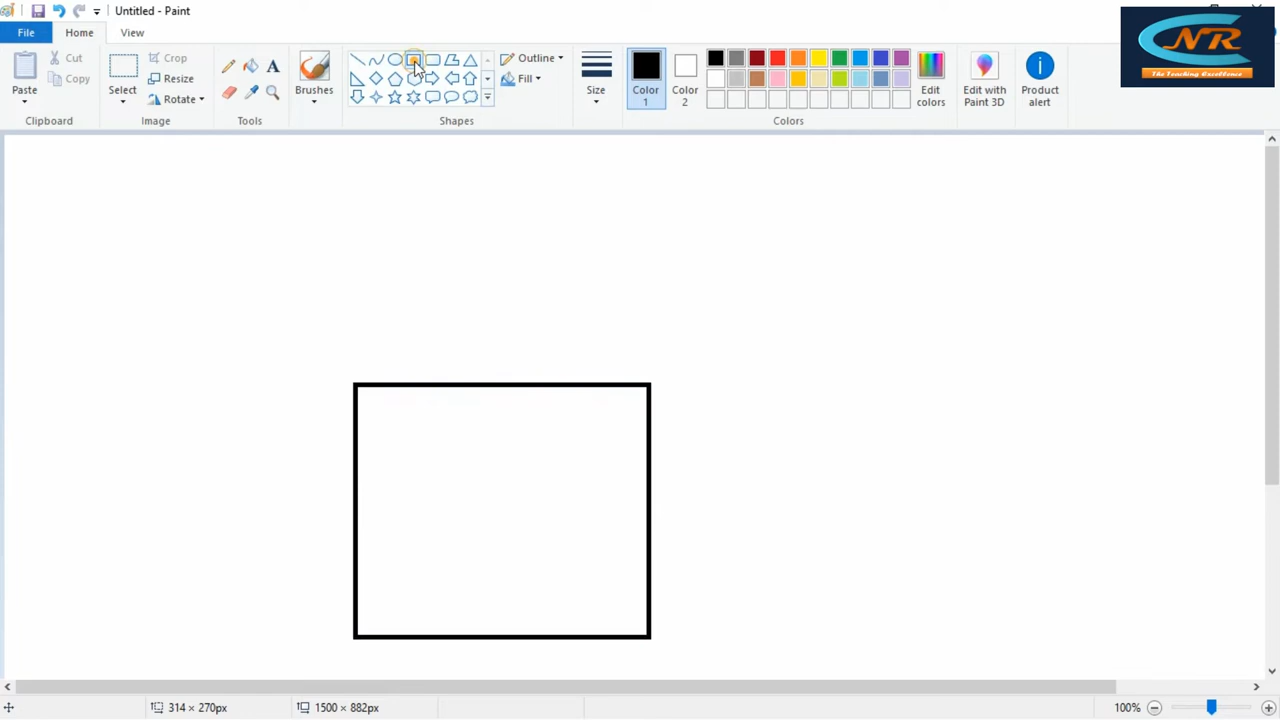 Untitled - Paint
File Home View
Paste
Cut
Copy
Clipboard
Select
Crop
Resize
Rotate
Image
A
Tools
Brushes
Outline
Fill
Shapes
Size
Color 1
Color 2
Edit colors
Colors
Edit with Paint 3D
Product alert
CNR
The Teaching Excellence
314 × 270px
1500 × 882px
100%